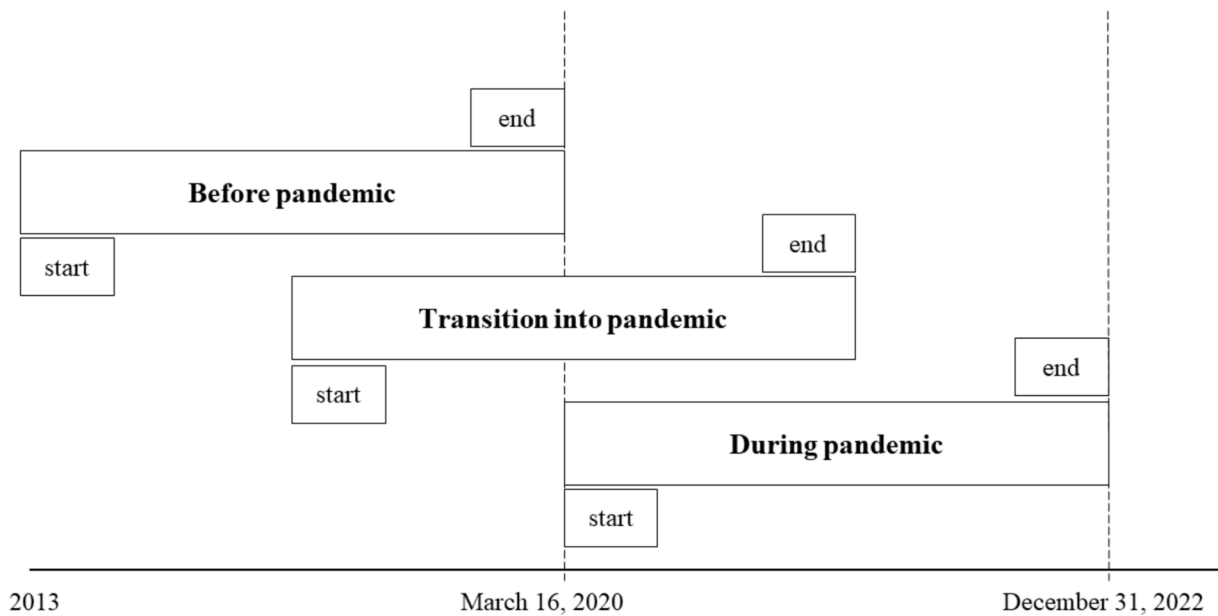 end
Before pandemic
start
end
Transition into pandemic
start
end
During pandemic
start
2013
March 16, 2020
December 31, 2022